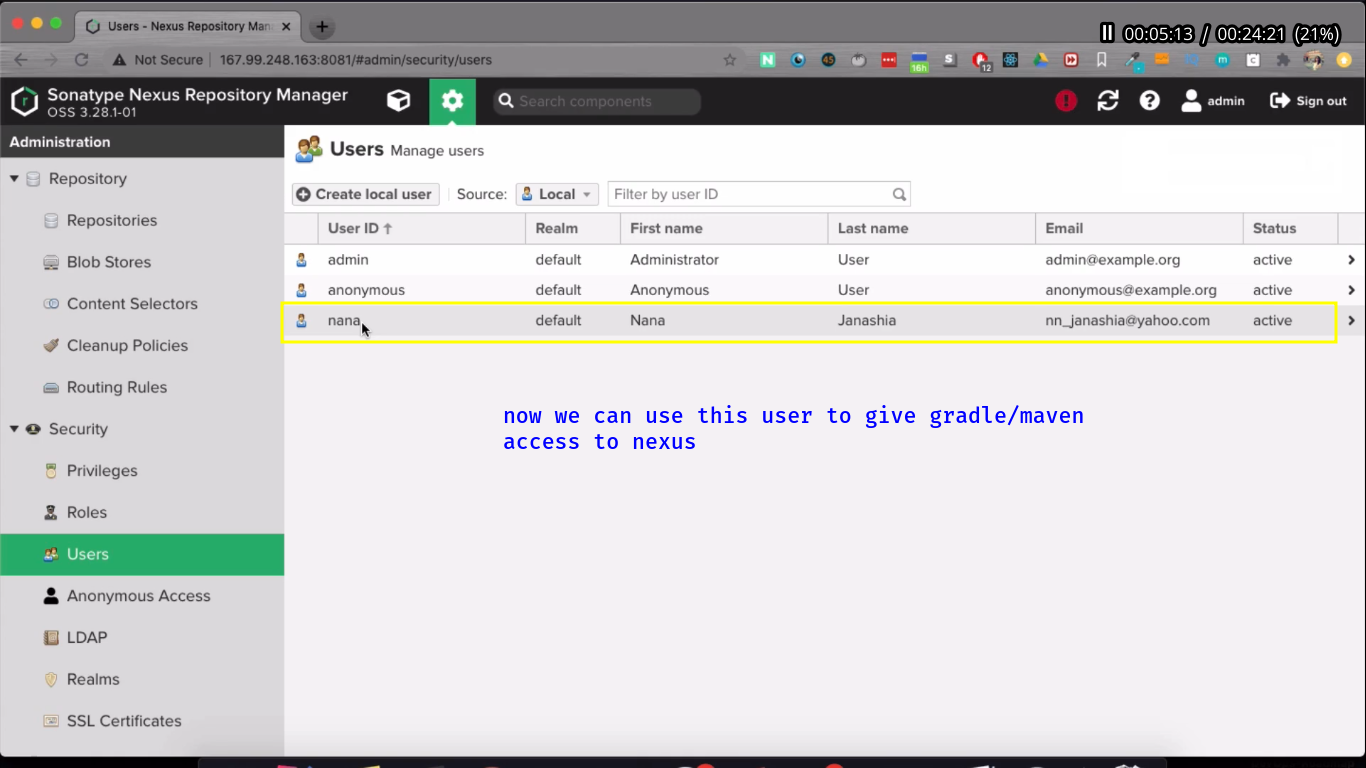 00:05:13 / 00:24:21 (21%)
Users - Nexus Repository Man
Not Secure 167.99.248.163:8081/#admin/security/users
45 16h S 12 m C
Sonatype Nexus Repository Manager
OSS 3.28.1-01
Search components
admin
Sign out
Administration
Repository
Repositories
Blob Stores
Content Selectors
Cleanup Policies
Routing Rules
Security
Privileges
Roles
Users
Anonymous Access
LDAP
Realms
SSL Certificates
Users Manage users
Create local user Source: Local Filter by user ID
User ID Realm First name Last name Email Status
admin default Administrator User admin@example.org active
anonymous default Anonymous User anonymous@example.org active
nana default Nana Janashia nn_janashia@yahoo.com active
now we can use this user to give gradle/maven
access to nexus